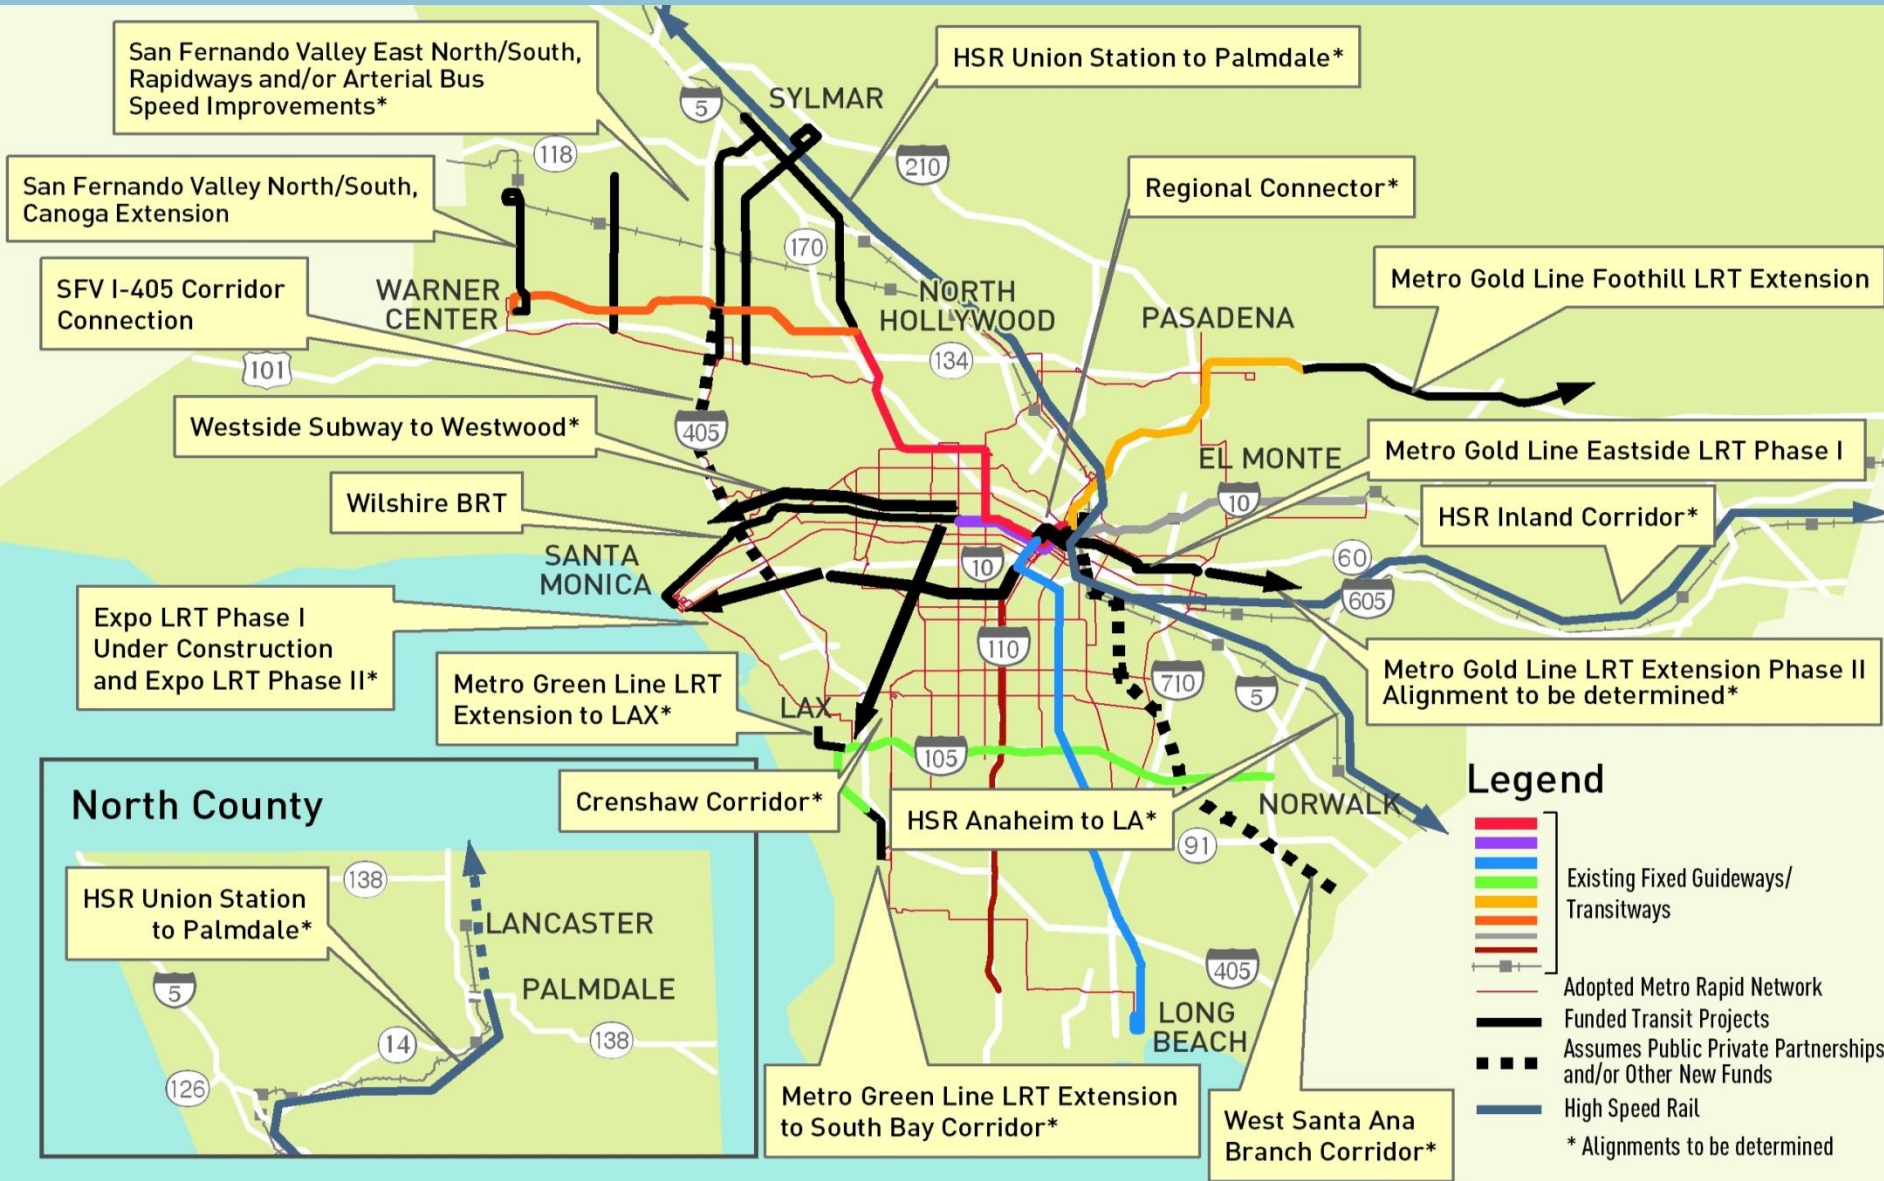 San Fernando Valley East North/South,
Rapidways and/or Arterial Bus
Speed Improvements*
HSR Union Station to Palmdale*
5
SYLMAR
118
210
San Fernando Valley North/South,
Canoga Extension
Regional Connector*
170
SFV I-405 Corridor
Connection
WARNER
CENTER
NORTH
HOLLYWOOD
PASADENA
Metro Gold Line Foothill LRT Extension
101
134
Westside Subway to Westwood*
405
EL MONTE
Metro Gold Line Eastside LRT Phase I
Wilshire BRT
10
HSR Inland Corridor*
SANTA
MONICA
10
60
605
Expo LRT Phase I
Under Construction
and Expo LRT Phase II*
110
710
5
Metro Green Line LRT
Extension to LAX*
LAX
Metro Gold Line LRT Extension Phase II
Alignment to be determined*
105
Crenshaw Corridor*
HSR Anaheim to LA*
NORWALK
91
405
LONG
BEACH
Metro Green Line LRT Extension
to South Bay Corridor*
West Santa Ana
Branch Corridor*
North County
HSR Union Station
to Palmdale*
138
LANCASTER
5
PALMDALE
14
138
126
Legend
Existing Fixed Guideways/
Transitways
Adopted Metro Rapid Network
Funded Transit Projects
Assumes Public Private Partnerships
and/or Other New Funds
High Speed Rail
* Alignments to be determined